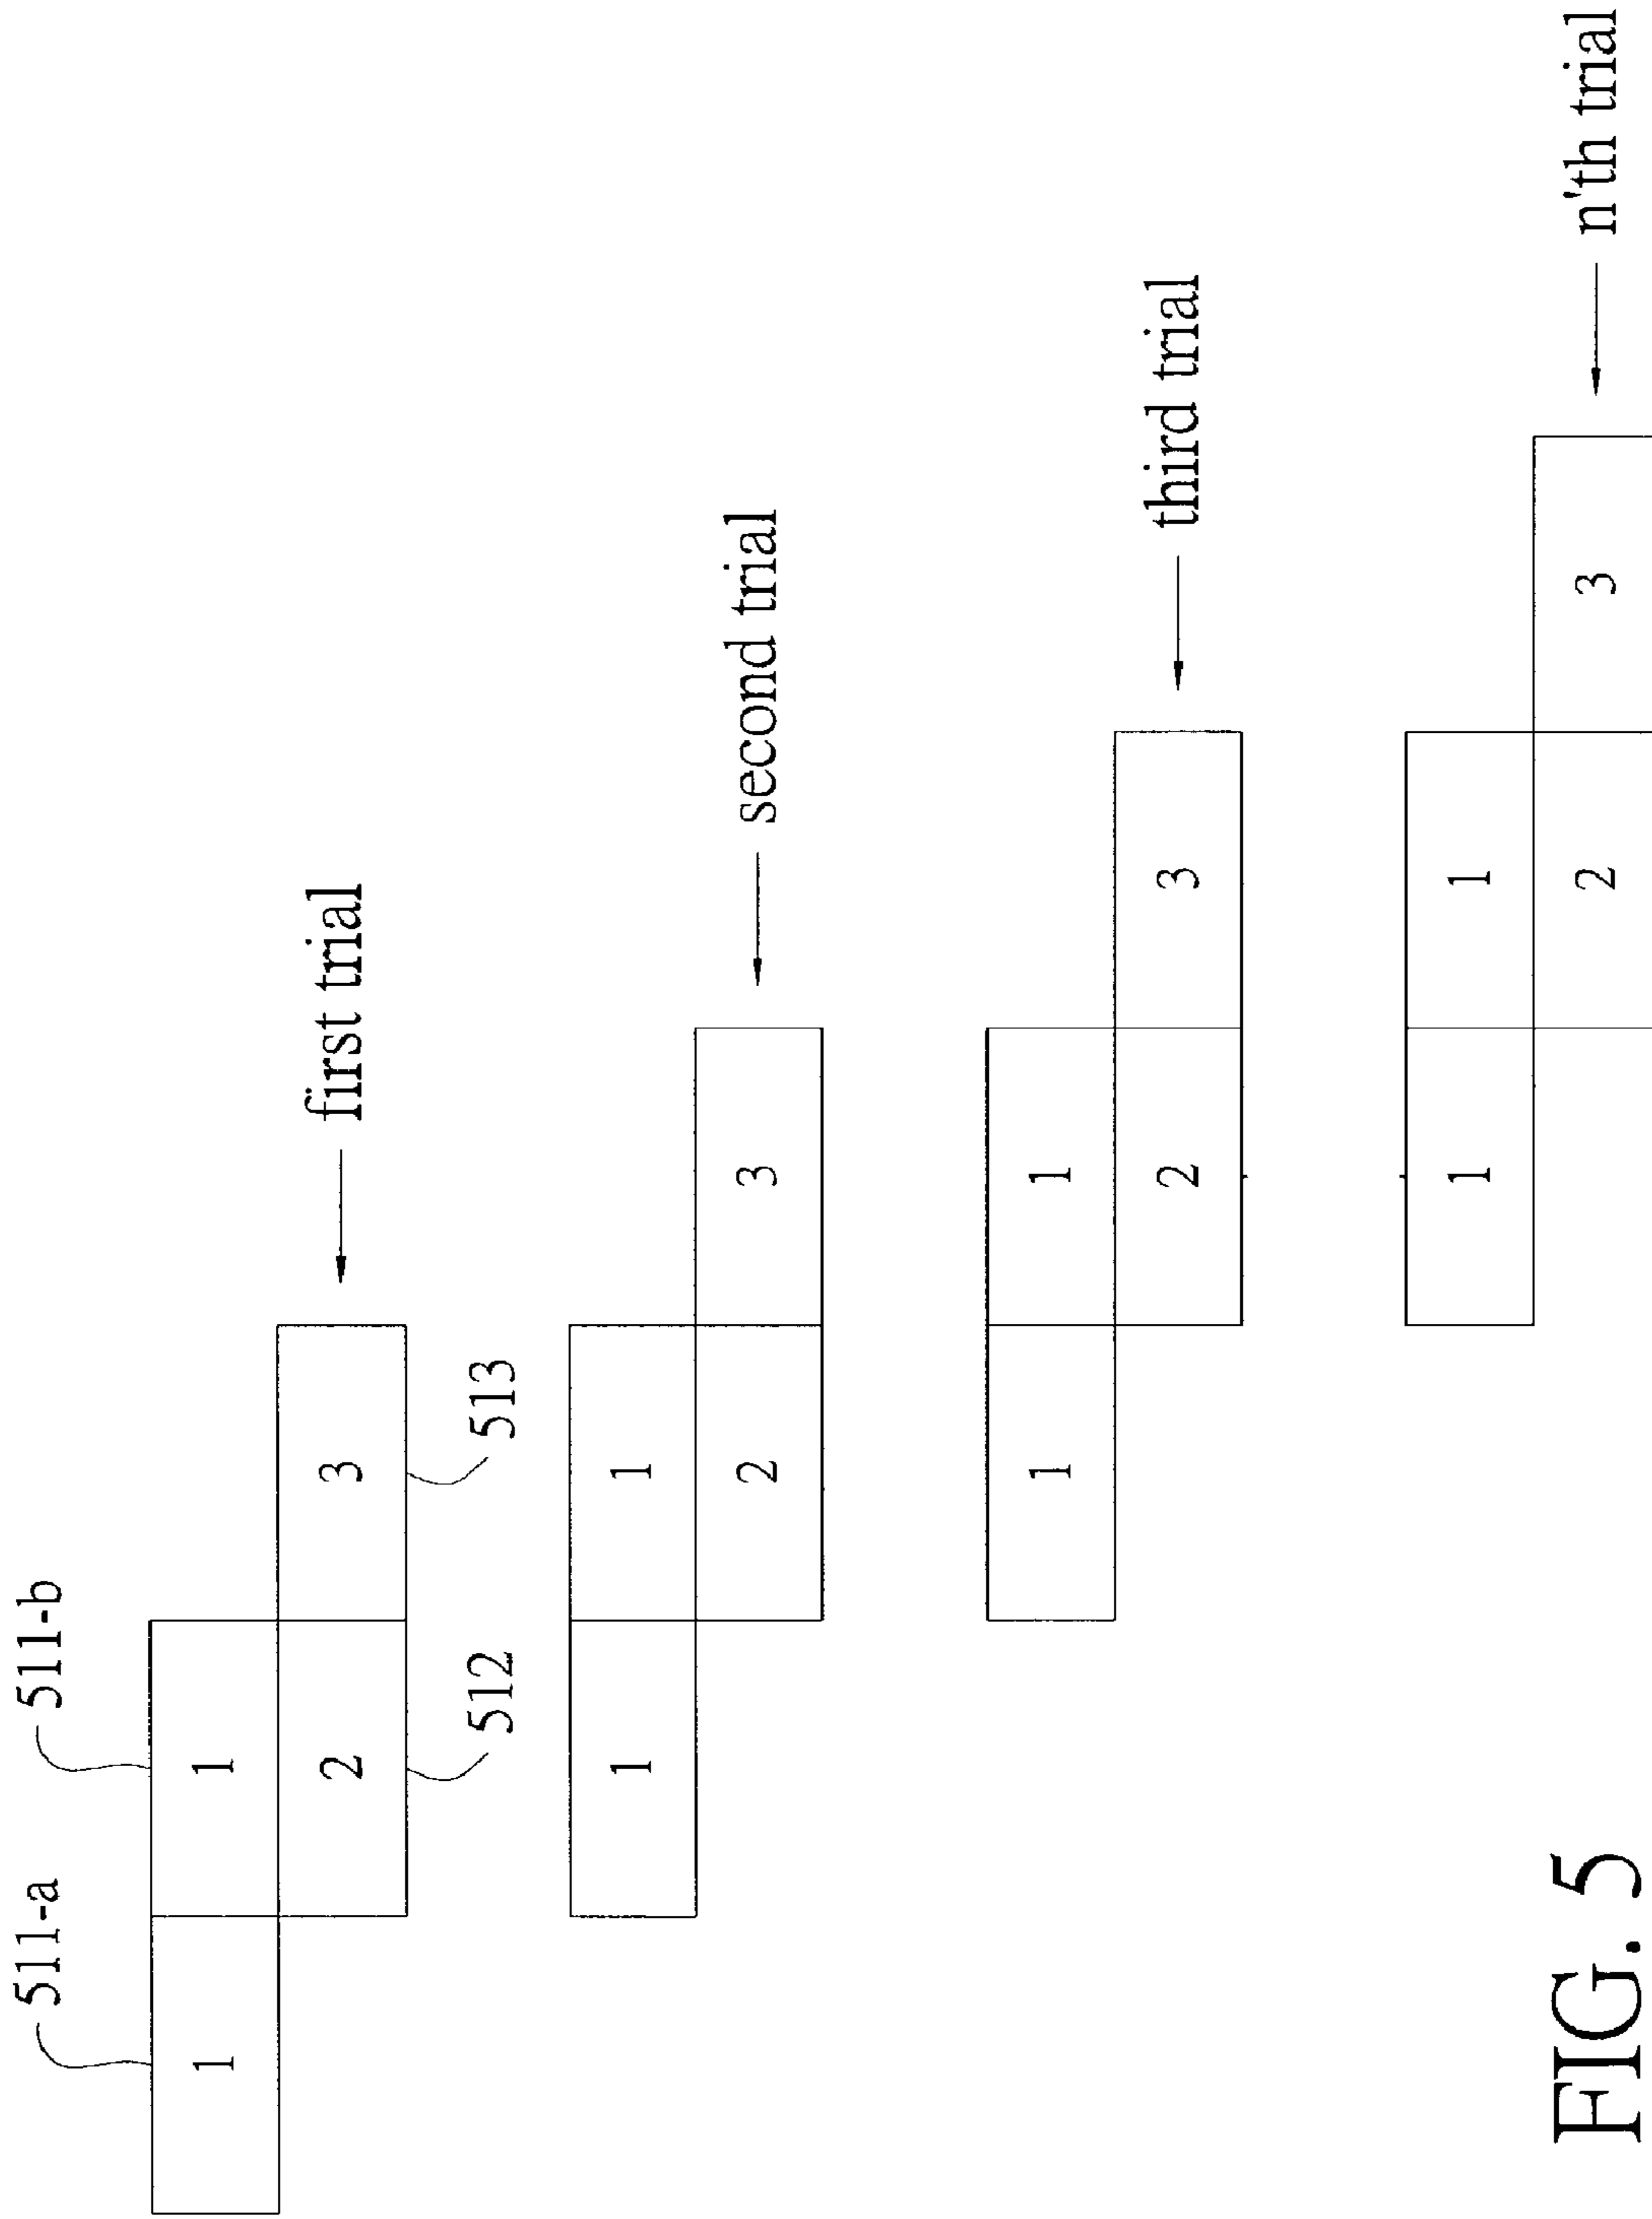 511-a 511-b
1 1
2 3
512 513
first trial
1 1
2 3
second trial
1 1
2 3
third trial
1 1
2 3
n'th trial
FIG. 5